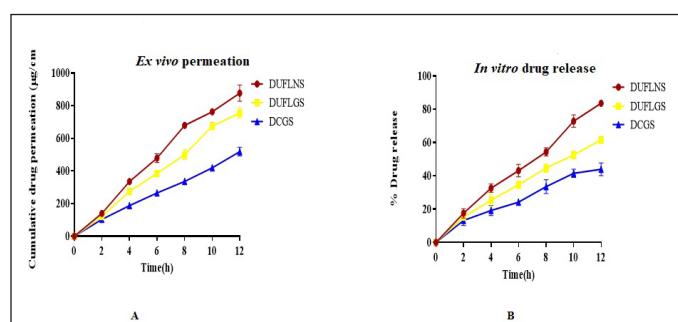 Ex vivo permeation
DUFLNS
DUFLGS
DCGS
Cumulative drug permeation (µg/cm
1000
800
600
400
200
0
0 2 4 6 8 10 12
Time(h)
A
In vitro drug release
DUFLNS
DUFLGS
DCGS
% Drug release
100
80
60
40
20
0
0 2 4 6 8 10 12
Time(h)
B